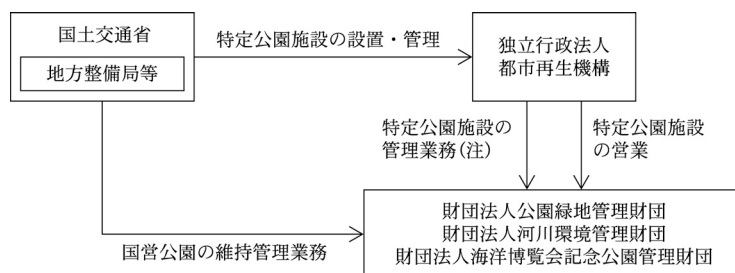 国土交通省
地方整備局等
特定公園施設の設置・管理
独立行政法人
都市再生機構
特定公園施設の
管理業務(注)
特定公園施設
の営業
国営公園の維持管理業務
財団法人公園緑地管理財団
財団法人河川環境管理財団
財団法人海洋博覧会記念公園管理財団